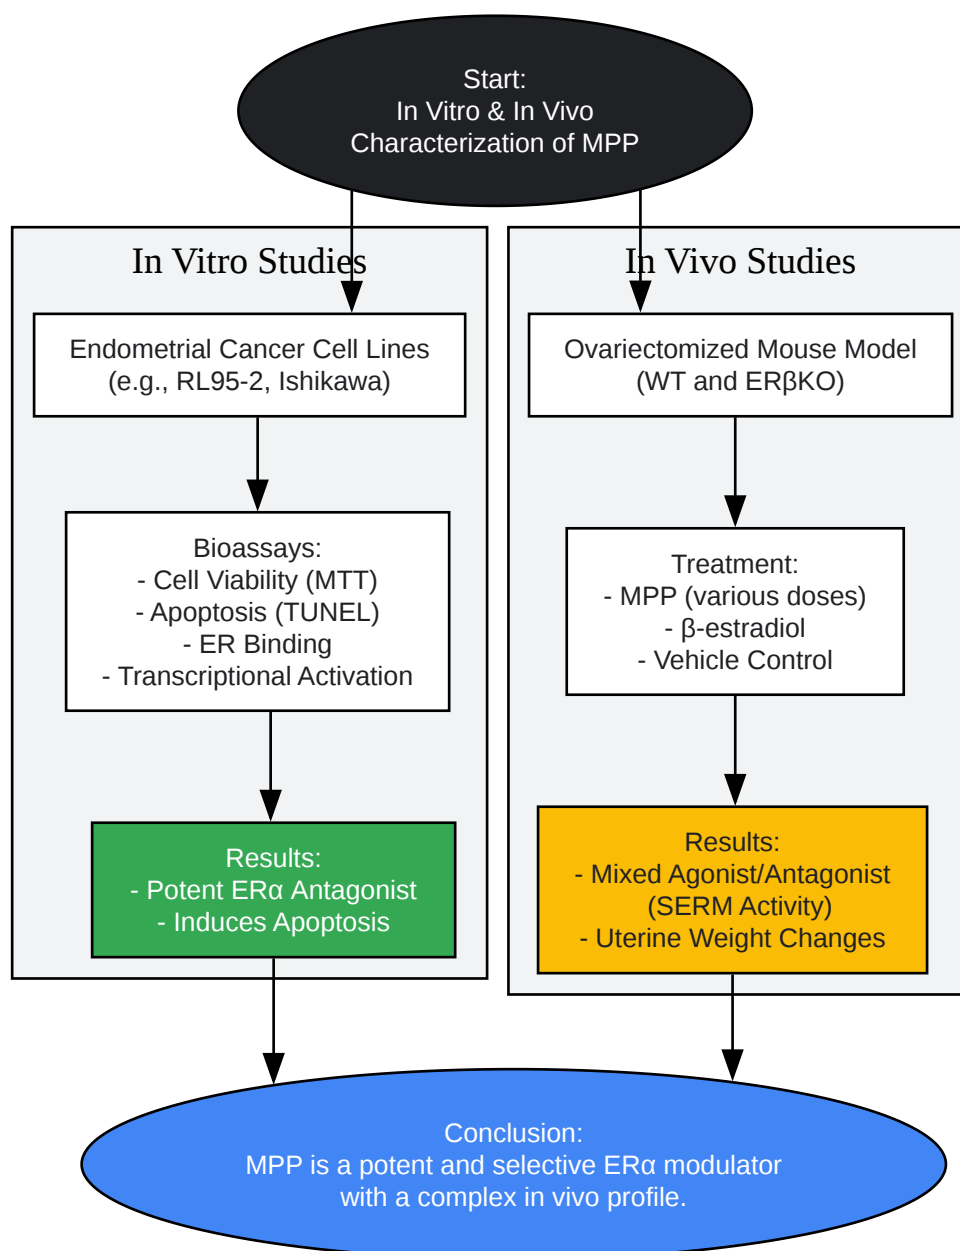 Start:
In Vitro & In Vivo
Characterization of MPP
In Vitro Studies
Endometrial Cancer Cell Lines
(e.g., RL95-2, Ishikawa)
Bioassays:
- Cell Viability (MTT)
- Apoptosis (TUNEL)
- ER Binding
- Transcriptional Activation
Results:
- Potent ERα Antagonist
- Induces Apoptosis
In Vivo Studies
Ovariectomized Mouse Model
(WT and ERβKO)
Treatment:
- MPP (various doses)
- β-estradiol
- Vehicle Control
Results:
- Mixed Agonist/Antagonist
(SERM Activity)
- Uterine Weight Changes
Conclusion:
MPP is a potent and selective ERα modulator
with a complex in vivo profile.